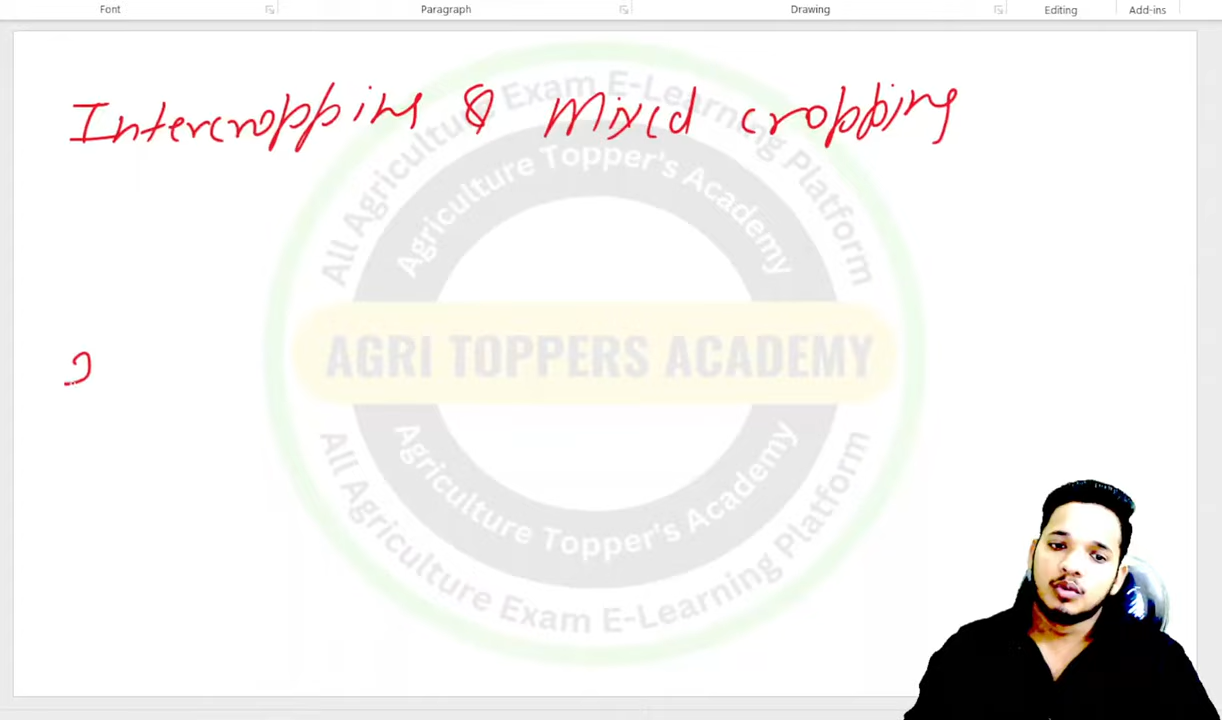 Font Paragraph Drawing Editing Add-ins
Intercropping & Mixed cropping
All Agriculture Exam E-Learning Platform
Agriculture Topper's Academy
AGRI TOPPERS ACADEMY
Agriculture Topper's Academy
All Agriculture Exam E-Learning Platform